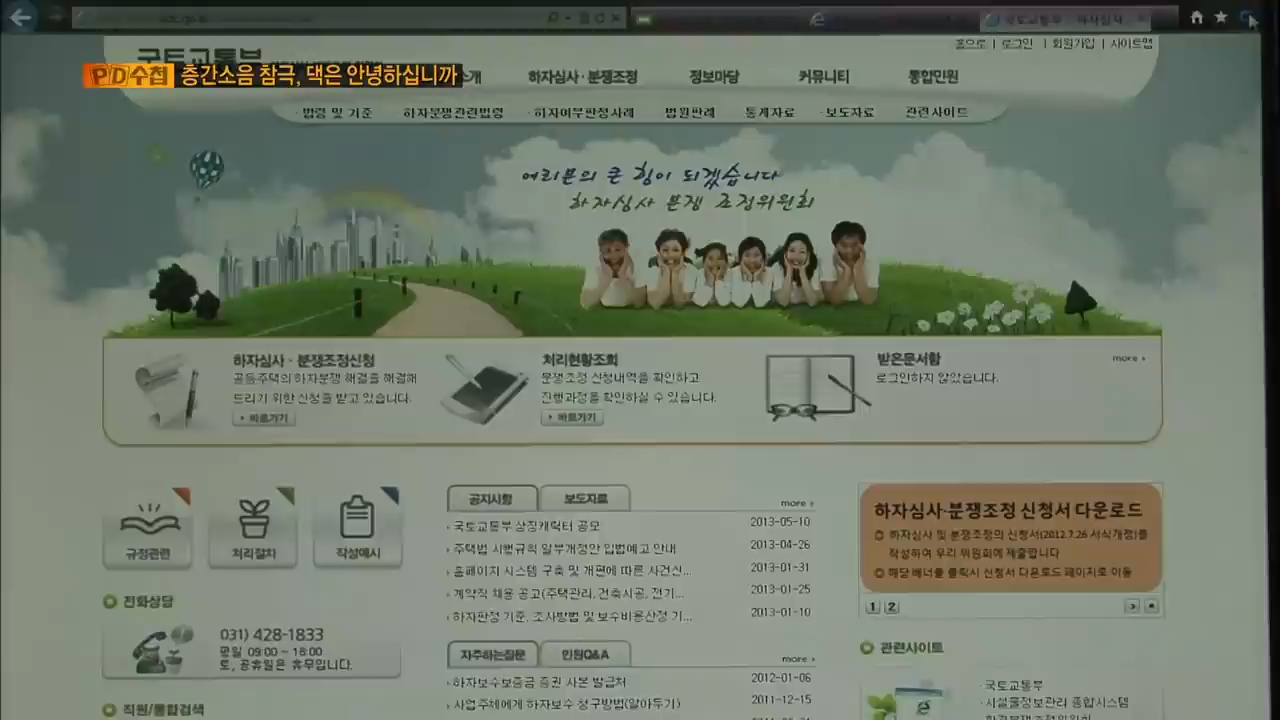 국토교통부
홈으로 | 로그인 | 회원가입 | 사이트맵
PD수첩 층간소음 참극, 댁은 안녕하십니까
소개 하자심사·분쟁조정 정보마당 커뮤니티 통합민원
· 법령 및 기준 · 하자분쟁관련법령 · 하자여부판정사례 · 법원판례 · 통계자료 · 보도자료 · 관련사이트
여러분의 큰 힘이 되겠습니다
하자심사 분쟁 조정위원회
하자심사 · 분쟁조정신청
공동주택의 하자분쟁 해결을 해결해
드리기 위한 신청을 받고 있습니다.
바로가기
처리현황조회
분쟁조정 신청내역을 확인하고
진행과정을 확인하실 수 있습니다.
바로가기
받은문서함
more
로그인하지 않았습니다.
규정관련
처리절차
작성예시
공지사항 보도자료
more
국토교통부 상징캐릭터 공모 2013-05-10
주택법 시행규칙 일부개정안 입법예고 안내 2013-04-26
홈페이지 시스템 구축 및 개편에 따른 사건신... 2013-01-31
계약직 채용 공고(주택관리, 건축시공, 전기... 2013-01-25
하자판정 기준, 조사방법 및 보수비용산정 기... 2013-01-10
하자심사·분쟁조정 신청서 다운로드
하자심사 및 분쟁조정의 신청서(2012.7.26 서식개정)를
작성하여 우리 위원회에 제출합니다
해당 배너를 클릭시 신청서 다운로드 페이지로 이동
1 2
전화상담
031) 428-1833
평일 09:00 ~ 18:00
토, 공휴일은 휴무입니다.
자주하는질문 민원Q&A
more
하자보수보증금 증권 사본 발급처 2012-01-06
사업주체에게 하자보수 청구방법(알아두기) 2011-12-15
관련사이트
· 국토교통부
· 시설물정보관리 종합시스템
직원/통합검색